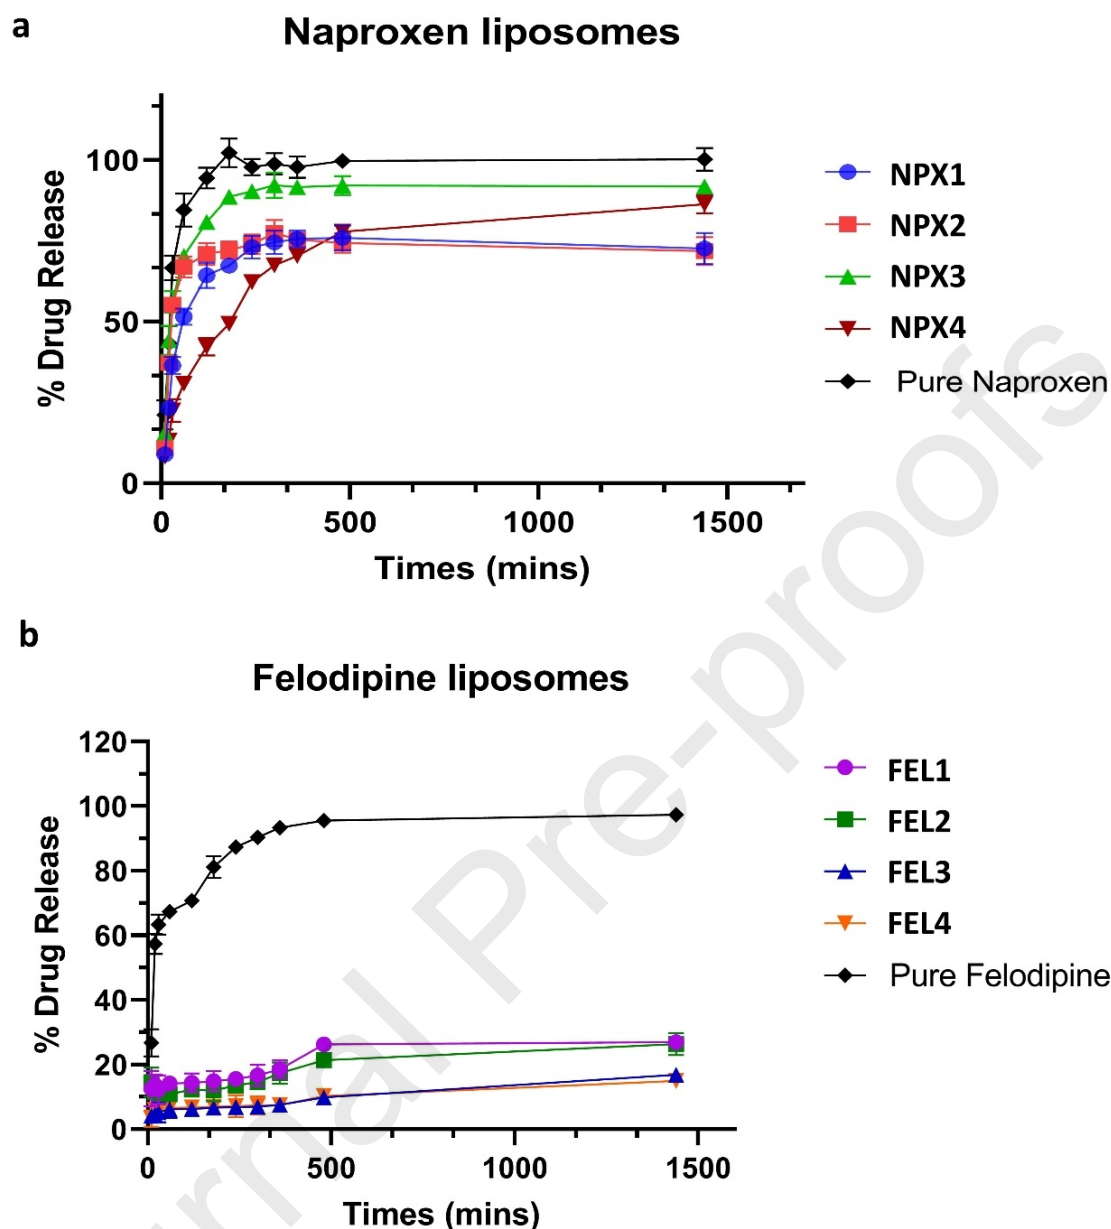 a
Naproxen liposomes
% Drug Release
100
50
0
0 500 1000 1500
Times (mins)
NPX1
NPX2
NPX3
NPX4
Pure Naproxen
b
Felodipine liposomes
% Drug Release
120
100
80
60
40
20
0
0 500 1000 1500
Times (mins)
FEL1
FEL2
FEL3
FEL4
Pure Felodipine
rnal Pre-proofs